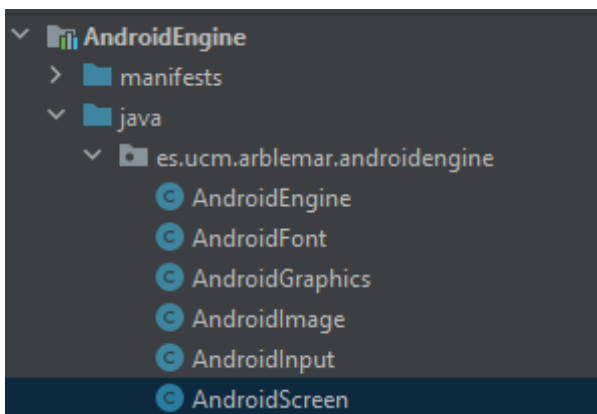 AndroidEngine
manifests
java
es.ucm.arblemar.androidengine
C AndroidEngine
C AndroidFont
C AndroidGraphics
C AndroidImage
C AndroidInput
C AndroidScreen